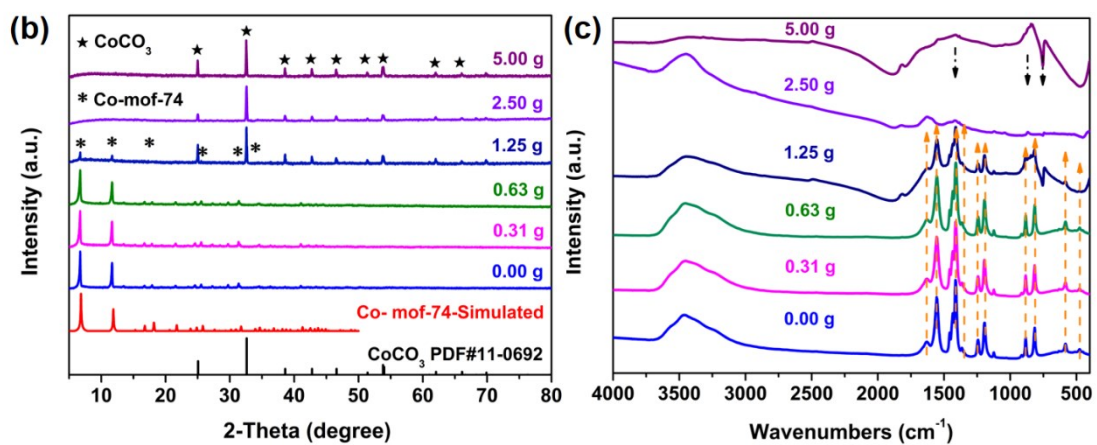 (b)
★ CoCO₃
5.00 g
* Co-mof-74
2.50 g
1.25 g
0.63 g
0.31 g
0.00 g
Co- mof-74-Simulated
CoCO₃ PDF#11-0692
Intensity (a.u.)
10 20 30 40 50 60 70 80
2-Theta (degree)
(c)
5.00 g
2.50 g
1.25 g
0.63 g
0.31 g
0.00 g
Intensity (a.u.)
4000 3500 3000 2500 2000 1500 1000 500
Wavenumbers (cm⁻¹)